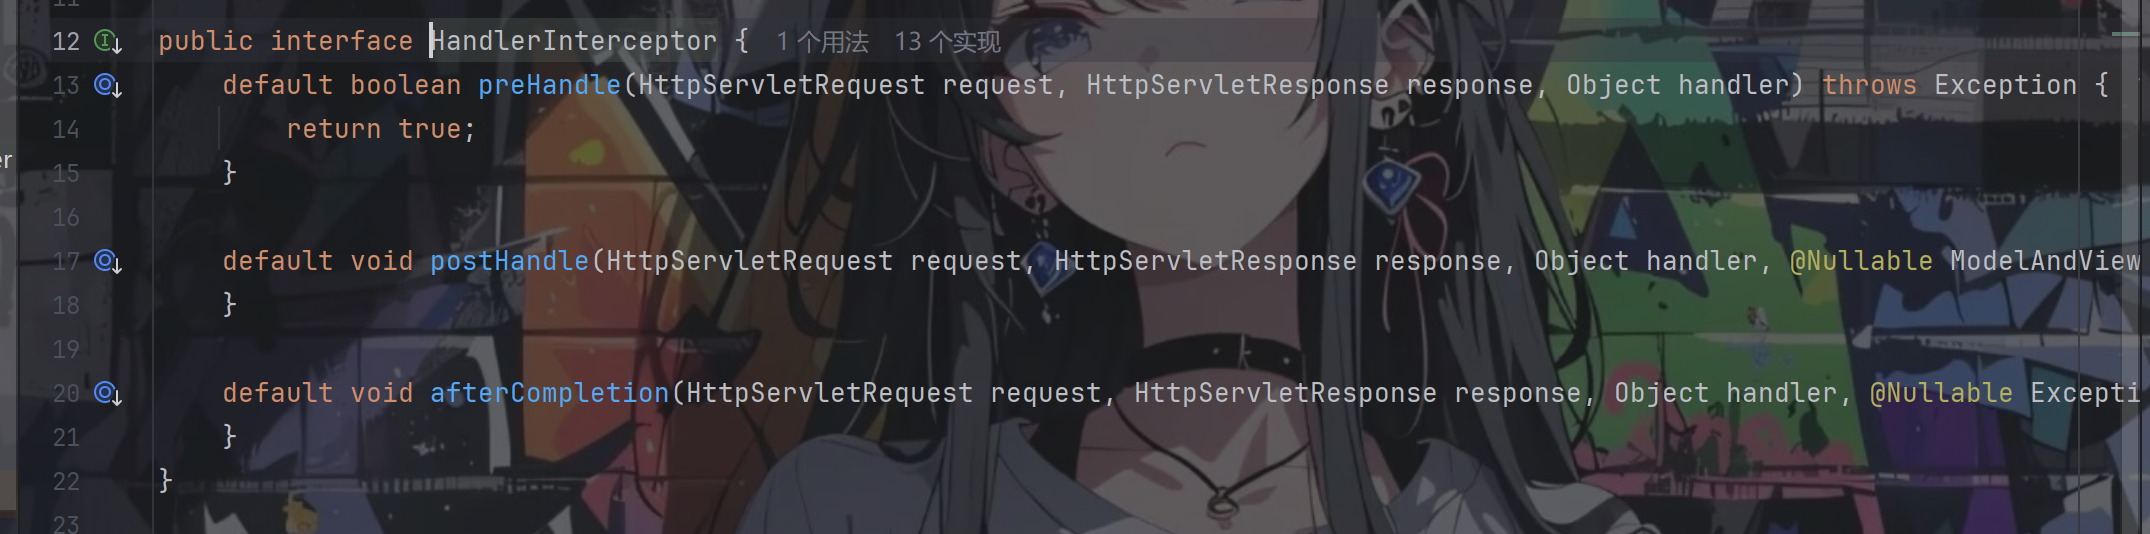 12 public interface HandlerInterceptor { 1 个用法 13 个实现
13 default boolean preHandle(HttpServletRequest request, HttpServletResponse response, Object handler) throws Exception {
14 return true;
15 }
16
17 default void postHandle(HttpServletRequest request, HttpServletResponse response, Object handler, @Nullable ModelAndView
18 }
19
20 default void afterCompletion(HttpServletRequest request, HttpServletResponse response, Object handler, @Nullable Excepti
21 }
22 }
23